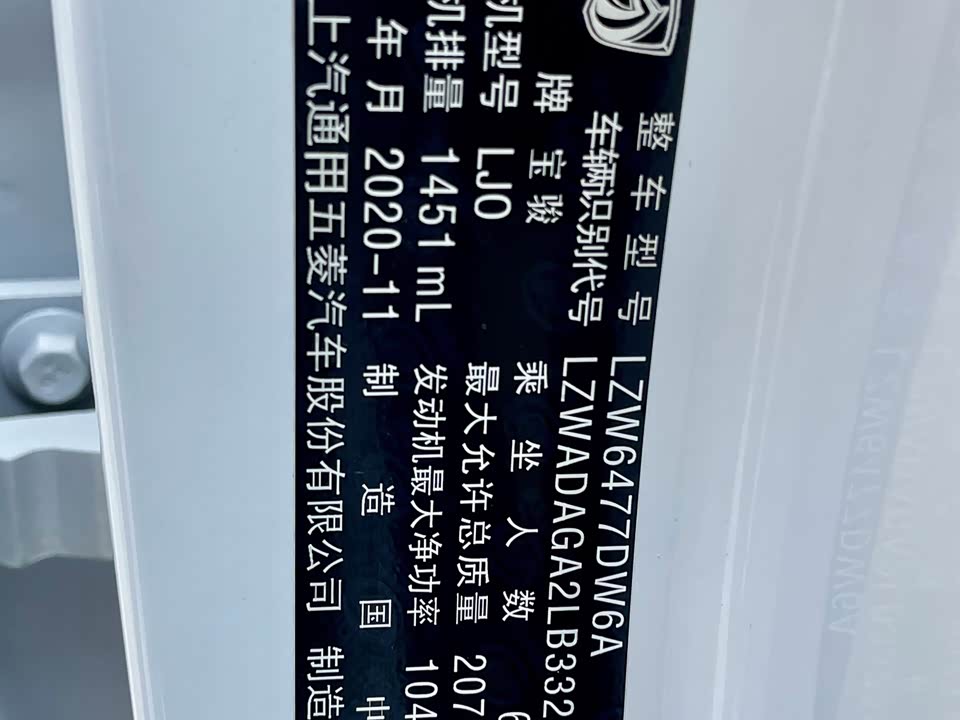 整车型号 LZW6477DW6A
车辆识别代号 LZWADAGA2LB332
牌 宝骏 乘坐人数 6
机型号 LJO 最大允许总质量 207
机排量 1451mL 发动机最大净功率 104
年月 2020-11 制造国 中
上汽通用五菱汽车股份有限公司 制造